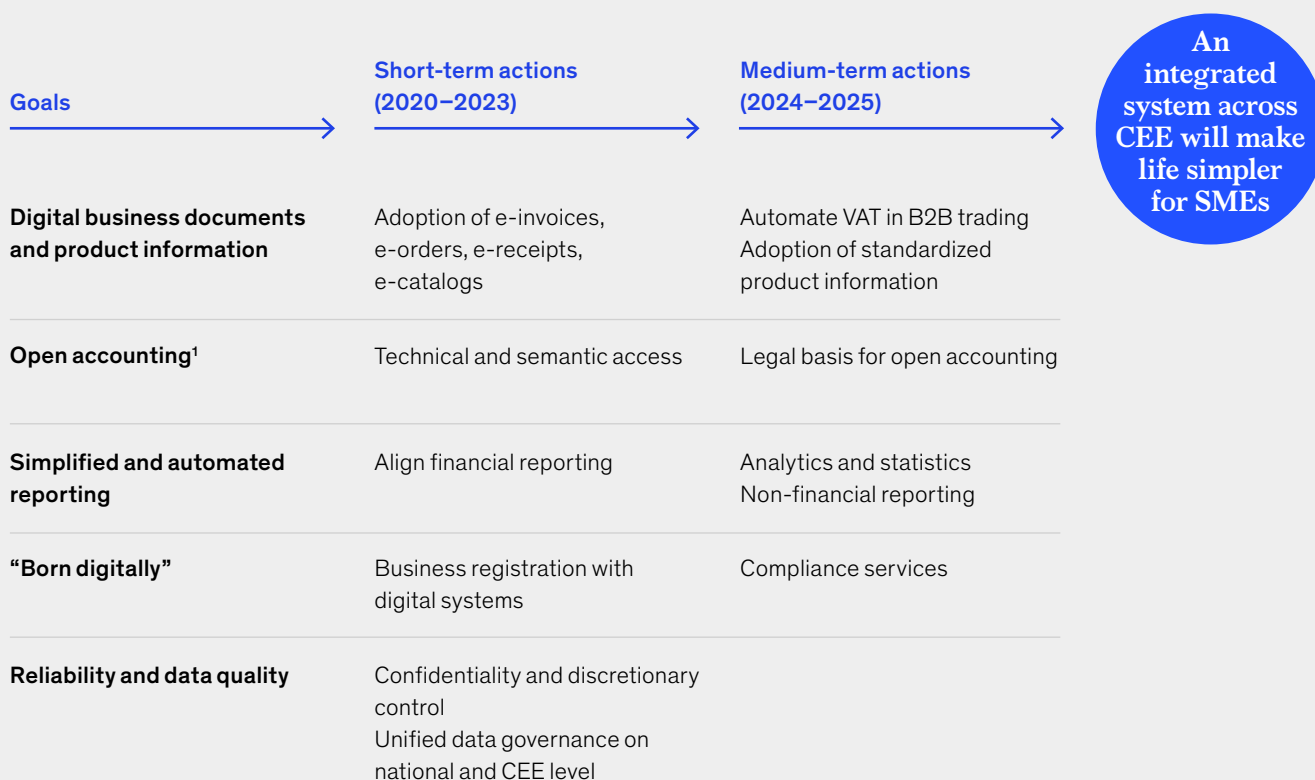 Goals
Short-term actions
(2020–2023)
Medium-term actions
(2024–2025)
An
integrated
system across
CEE will make
life simpler
for SMEs
Digital business documents
and product information
Adoption of e-invoices,
e-orders, e-receipts,
e-catalogs
Automate VAT in B2B trading
Adoption of standardized
product information
Open accounting¹
Technical and semantic access
Legal basis for open accounting
Simplified and automated
reporting
Align financial reporting
Analytics and statistics
Non-financial reporting
“Born digitally”
Business registration with
digital systems
Compliance services
Reliability and data quality
Confidentiality and discretionary
control
Unified data governance on
national and CEE level